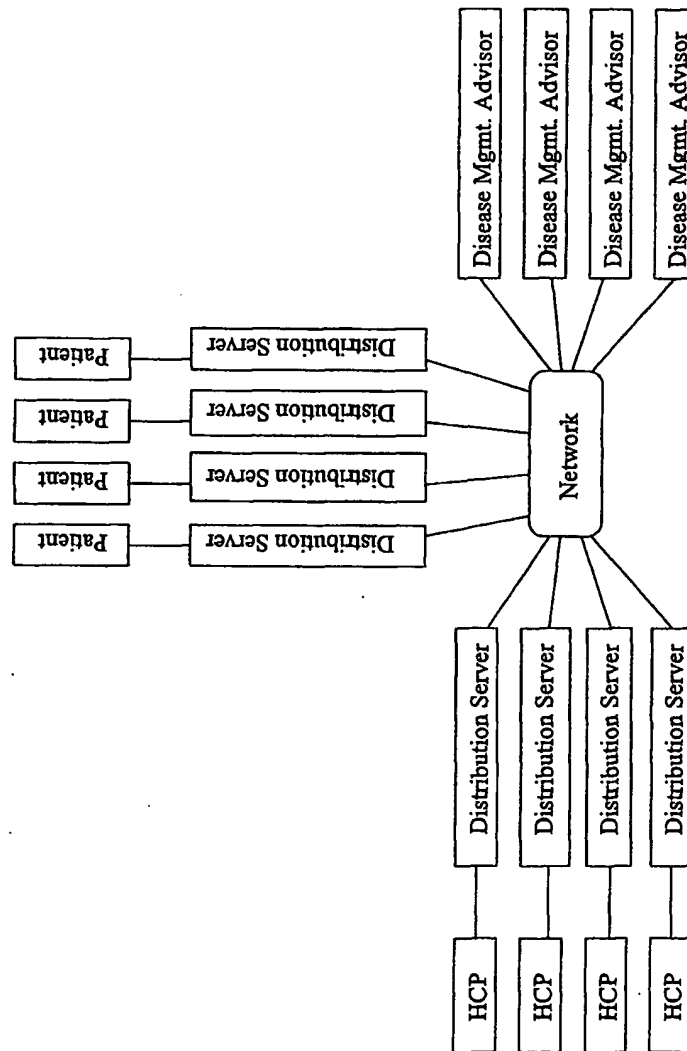 Patient
Patient
Patient
Patient
Distribution Server
Distribution Server
Distribution Server
Distribution Server
Disease Mgmt. Advisor
Disease Mgmt. Advisor
Disease Mgmt. Advisor
Disease Mgmt. Advisor
Network
Distribution Server
Distribution Server
Distribution Server
Distribution Server
HCP
HCP
HCP
HCP